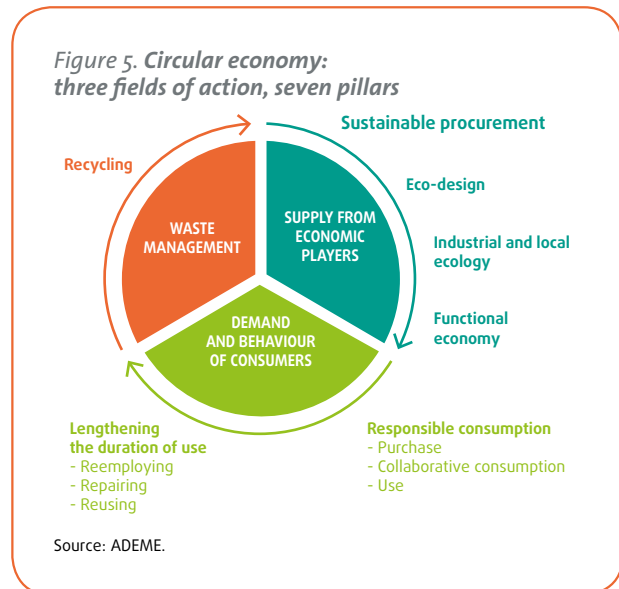 Figure 5. Circular economy:
three fields of action, seven pillars
Sustainable procurement
Recycling
Eco-design
WASTE
MANAGEMENT
SUPPLY FROM
ECONOMIC
PLAYERS
Industrial and local
ecology
Functional
economy
DEMAND
AND BEHAVIOUR
OF CONSUMERS
Lengthening
the duration of use
- Reemploying
- Repairing
- Reusing
Responsible consumption
- Purchase
- Collaborative consumption
- Use
Source: ADEME.